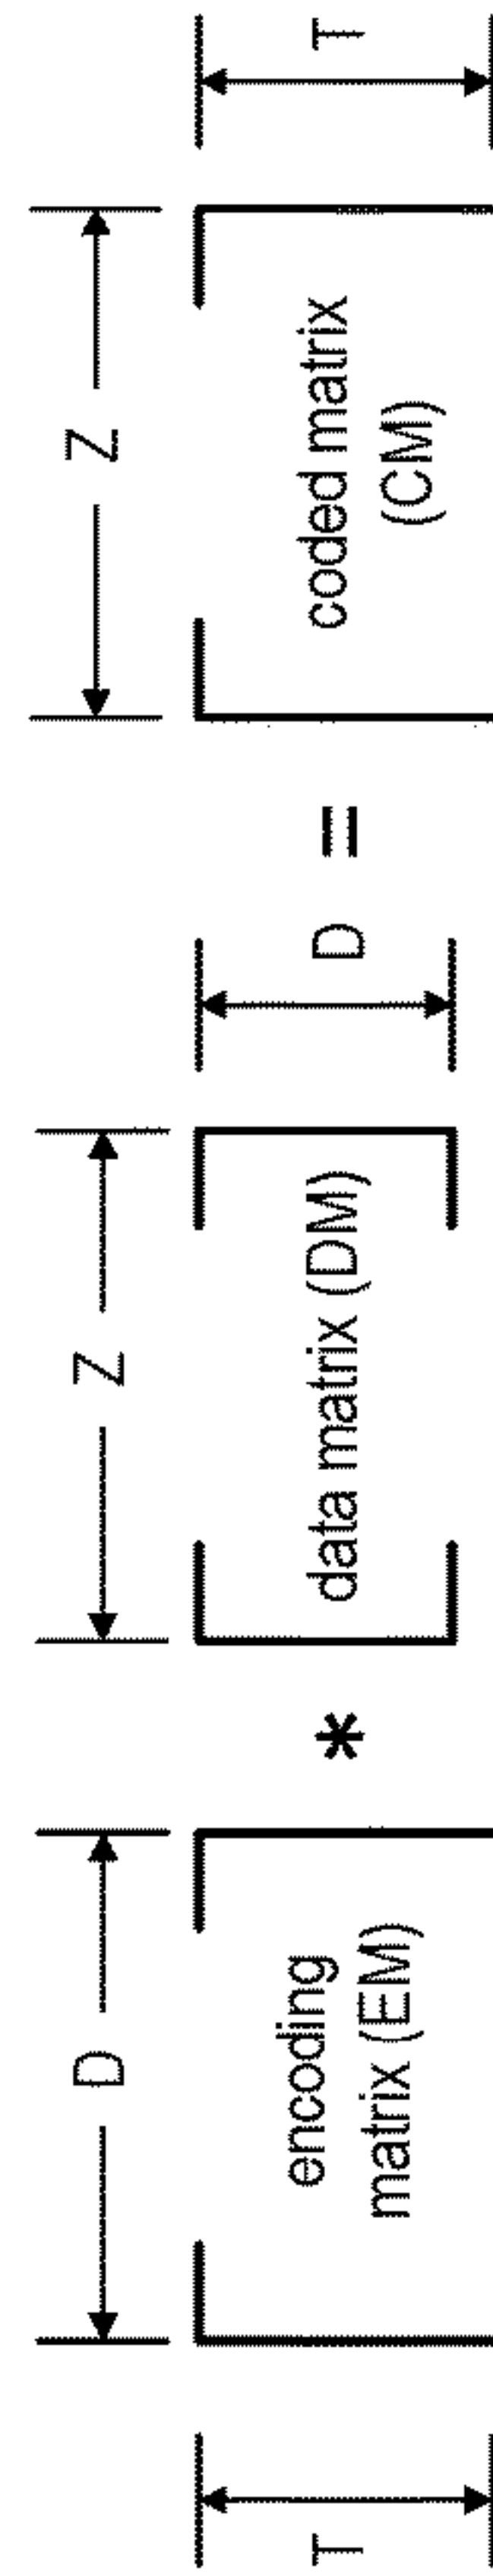 T
D
encoding
matrix (EM)
*
Z
data matrix (DM)
D
=
Z
coded matrix
(CM)
T